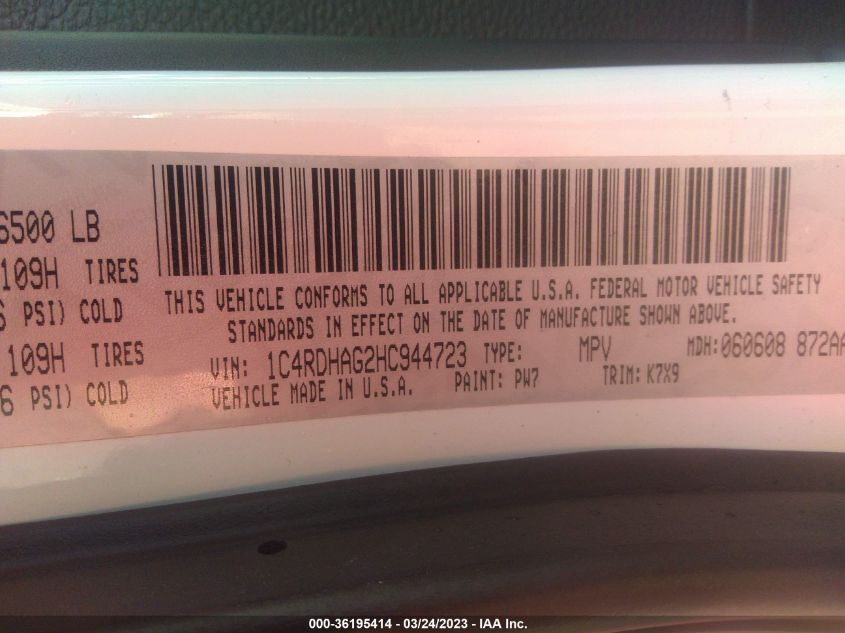 6500 LB
109H TIRES
6 PSI) COLD
109H TIRES
6 PSI) COLD
THIS VEHICLE CONFORMS TO ALL APPLICABLE U.S.A. FEDERAL MOTOR VEHICLE SAFETY
STANDARDS IN EFFECT ON THE DATE OF MANUFACTURE SHOWN ABOVE.
VIN: 1C4RDHAG2HC944723 TYPE: MPV MDH:060608 872AA
VEHICLE MADE IN U.S.A. PAINT: PW7 TRIM: K7X9
000-36195414 - 03/24/2023 - IAA Inc.